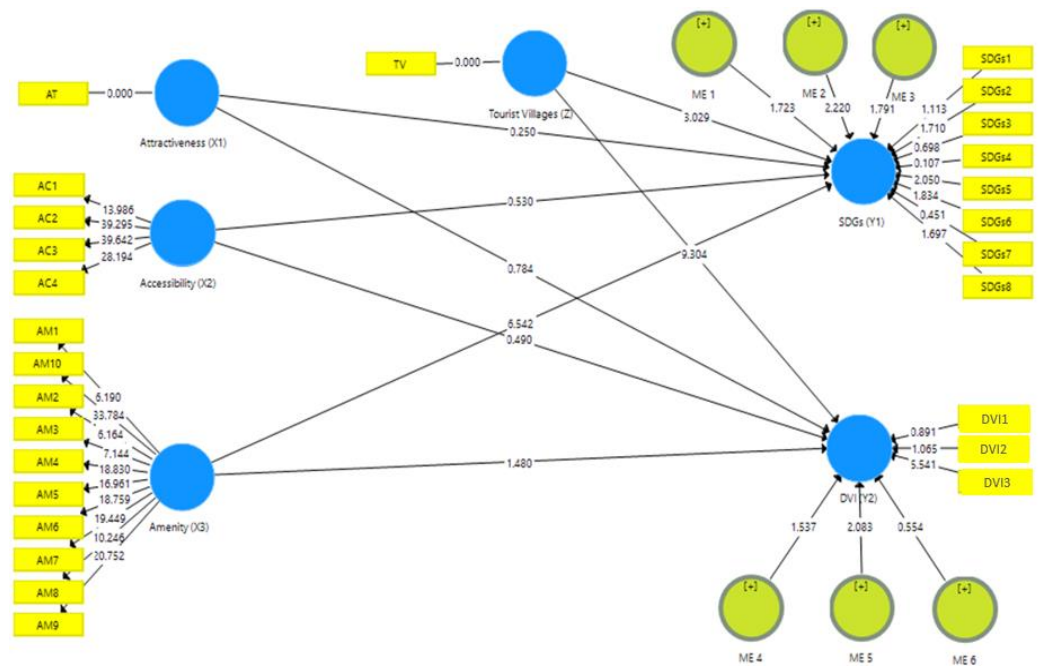 AT
0.000
Attractiveness (X1)
TV
0.000
Tourist Villages (Z)
[+]
ME 1
[+]
ME 2
[+]
ME 3
1.723
2.220
1.791
3.029
0.250
SDGs1
SDGs2
SDGs3
SDGs4
SDGs5
SDGs6
SDGs7
SDGs8
1.113
1.710
0.698
0.107
2.050
1.834
0.451
1.697
SDGs (Y1)
AC1
AC2
AC3
AC4
13.986
39.295
39.642
28.194
Accessibility (X2)
0.530
9.304
0.784
6.542
0.490
AM1
AM10
AM2
AM3
AM4
AM5
AM6
AM7
AM8
AM9
6.190
33.784
6.164
7.144
18.830
16.961
18.759
19.449
10.246
20.752
Amenity (X3)
1.480
DVI1
DVI2
DVI3
0.891
1.065
5.541
DVI (Y2)
1.537
2.083
0.554
[+]
ME 4
[+]
ME 5
[+]
ME 6